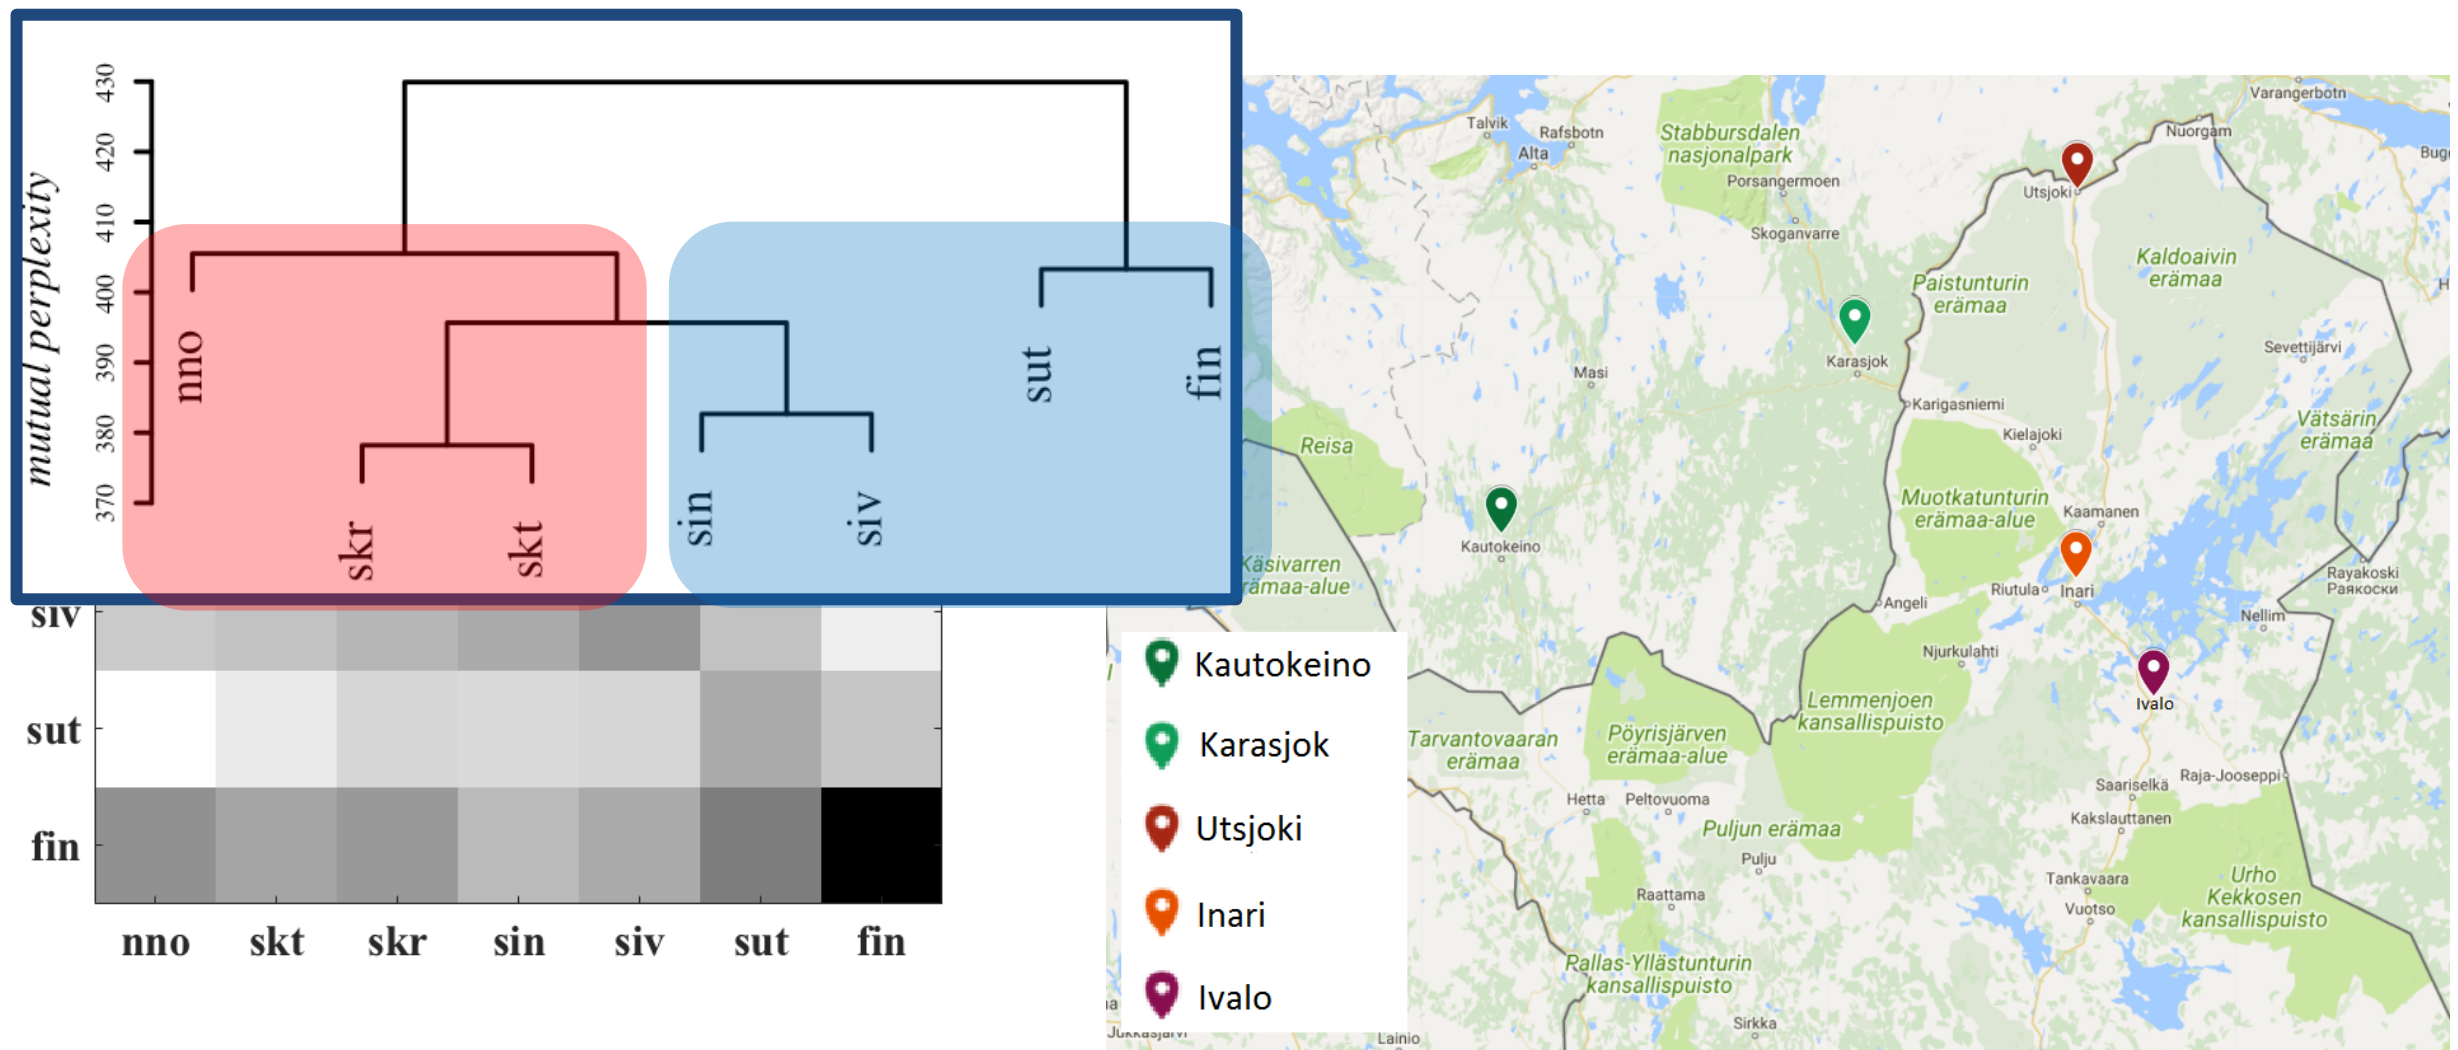 mutual perplexity
430
420
410
400
390
380
370
nno
skr
skt
sin
siv
sut
fin
siv
sut
fin
nno
skt
skr
sin
siv
sut
fin
Varangerbotn
Talvik
Rafsbotn
Alta
Stabbursdalen
nasjonalpark
Nuorgam
Porsangermoen
Utsjoki
Skoganvarre
Kaldoaivin
erämaa
Paistunturin
erämaa
Karasjok
Sevettijärvi
Masi
Karigasniemi
Vätsärin
erämaa
Kielajoki
Reisa
Muotkatunturin
erämaa-alue
Kaamanen
Kautokeino
Käsivarren
erämaa-alue
Rayakoski
Раякоски
Riutula
Inari
Angeli
Nellim
Njurkulahti
Ivalo
Lemmenjoen
kansallispuisto
Tarvantovaaran
erämaa
Pöyrisjärven
erämaa-alue
Raja-Jooseppi
Saariselkä
Hetta
Peltovuoma
Kakslauttanen
Puljun erämaa
Pulju
Urho
Kekkosen
kansallispuisto
Tankavaara
Raattama
Vuotso
Pallas-Yllästunturin
kansallispuisto
Sirkka
Lainio
Kautokeino
Karasjok
Utsjoki
Inari
Ivalo